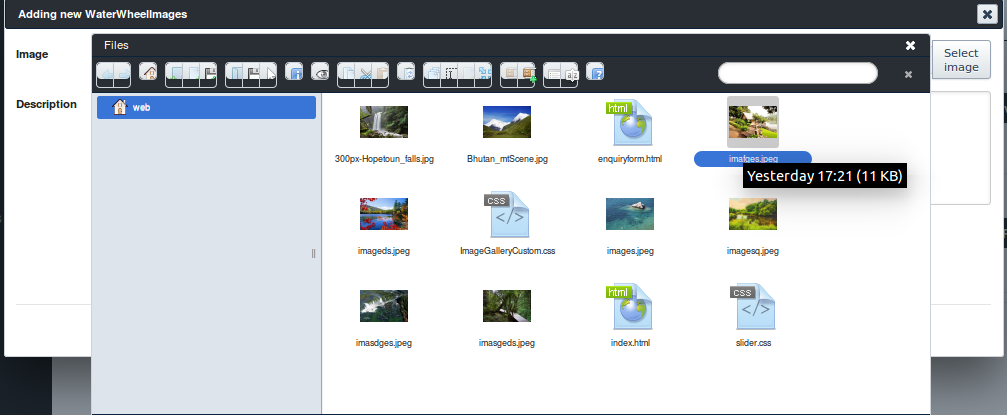 Adding new WaterWheelImages
Image
Select
image
Description
Files
web
300px-Hopetoun_falls.jpg
Bhutan_mtScene.jpg
html
enquiryform.html
imafges.jpeg
Yesterday 17:21 (11 KB)
imageds.jpeg
CSS
ImageGalleryCustom.css
images.jpeg
imagesq.jpeg
imasdges.jpeg
imasgeds.jpeg
html
index.html
CSS
slider.css